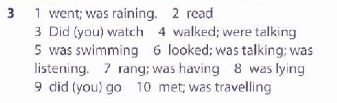 3 1 went; was raining. 2 read
3 Did (you) watch 4 walked; were talking
5 was swimming 6 looked; was talking; was
listening. 7 rang; was having 8 was lying
9 did (you) go 10 met; was travelling